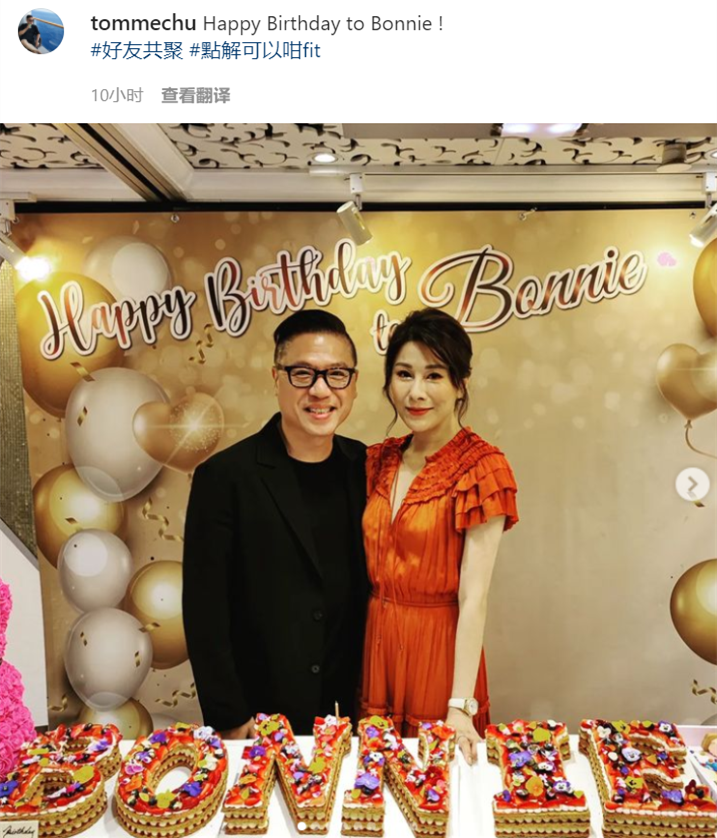 tommechu Happy Birthday to Bonnie !
#好友共聚 #點解可以咁fit
10小时 查看翻译
Happy Birthday
to Bonnie
BONNIE
Birthday